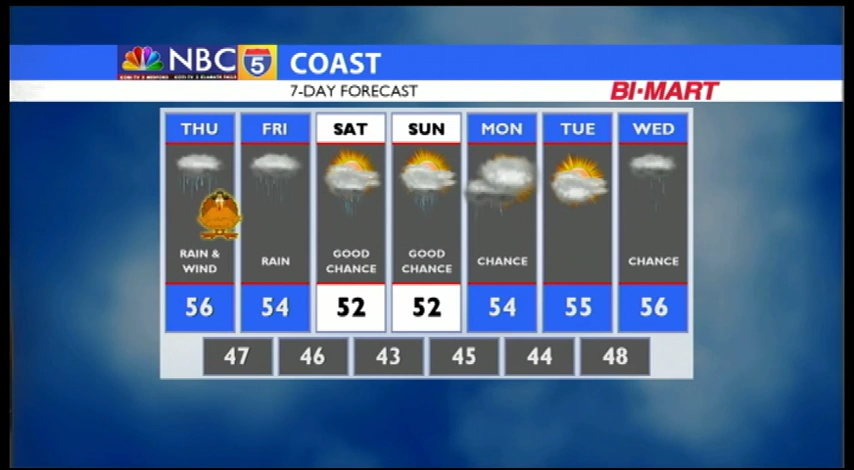 NBC 5 COAST
7-DAY FORECAST BI-MART
THU FRI SAT SUN MON TUE WED
RAIN & WIND RAIN GOOD CHANCE GOOD CHANCE CHANCE CHANCE
56 54 52 52 54 55 56
47 46 43 45 44 48